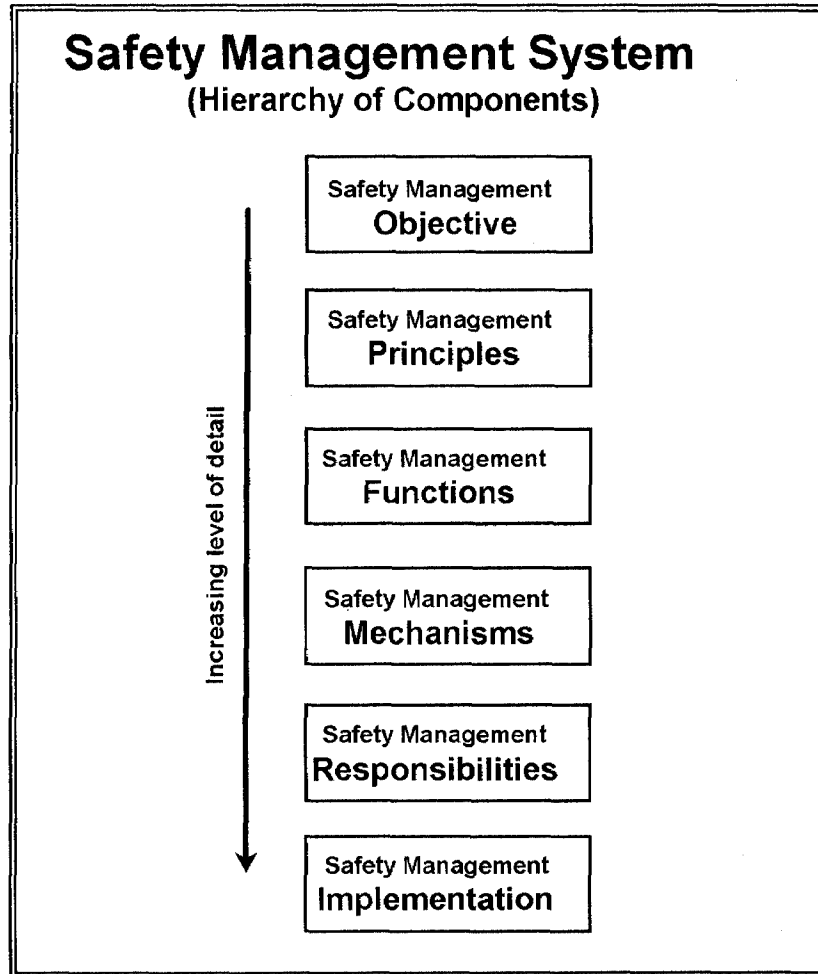 Safety Management System
(Hierarchy of Components)
Safety Management
Objective
Safety Management
Principles
Safety Management
Functions
Safety Management
Mechanisms
Safety Management
Responsibilities
Safety Management
Implementation
Increasing level of detail